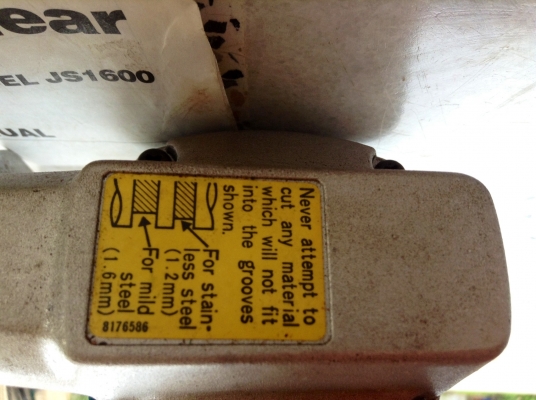 ear
EL JS1600
UAL
Never attempt to
cut any material
which will not fit
into the grooves
shown.
For stain-
less steel
(1.2mm)
For mild
steel
(1.6mm)
8176586